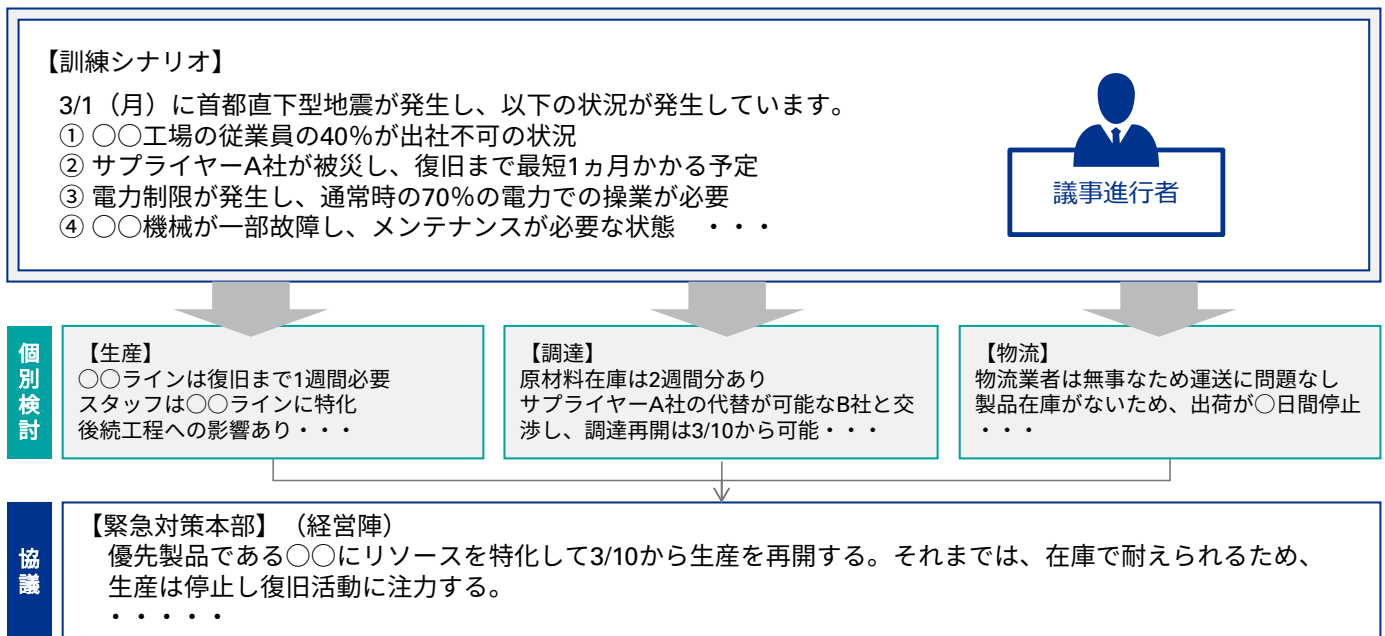 【訓練シナリオ】
3/1（月）に首都直下型地震が発生し、以下の状況が発生しています。
① ○○工場の従業員の40％が出社不可の状況
② サプライヤーA社が被災し、復旧まで最短1ヵ月かかる予定
③ 電力制限が発生し、通常時の70％の電力での操業が必要
④ ○○機械が一部故障し、メンテナンスが必要な状態　・・・
議事進行者
個別検討
【生産】
○○ラインは復旧まで1週間必要
スタッフは○○ラインに特化
後続工程への影響あり・・・
【調達】
原材料在庫は2週間分あり
サプライヤーA社の代替が可能なB社と交
渉し、調達再開は3/10から可能・・・
【物流】
物流業者は無事なため運送に問題なし
製品在庫がないため、出荷が○日間停止
・・・
協議
【緊急対策本部】（経営陣）
優先製品である○○にリソースを特化して3/10から生産を再開する。それまでは、在庫で耐えられるため、
生産は停止し復旧活動に注力する。
・・・・・